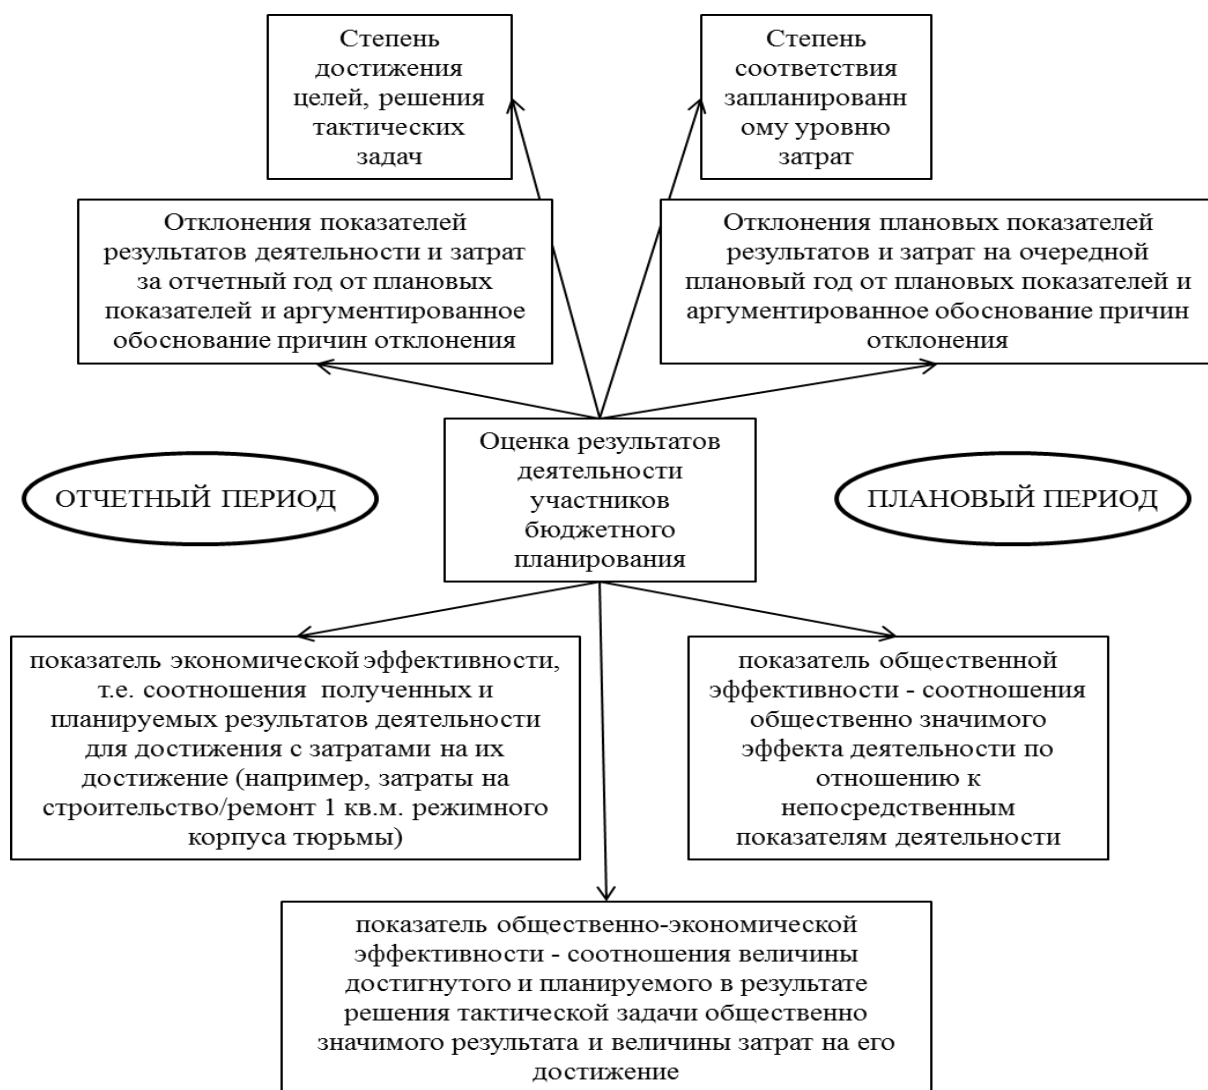 Степень
достижения
целей, решения
тактических
задач
Степень
соответствия
запланированн
ому уровню
затрат
Отклонения показателей
результатов деятельности и затрат
за отчетный год от плановых
показателей и аргументированное
обоснование причин отклонения
Отклонения плановых показателей
результатов и затрат на очередной
плановый год от плановых показателей и
аргументированное обоснование причин
отклонения
ОТЧЕТНЫЙ ПЕРИОД
Оценка результатов
деятельности
участников
бюджетного
планирования
ПЛАНОВЫЙ ПЕРИОД
показатель экономической эффективности,
т.е. соотношения полученных и
планируемых результатов деятельности
для достижения с затратами на их
достижение (например, затраты на
строительство/ремонт 1 кв.м. режимного
корпуса тюрьмы)
показатель общественной
эффективности - соотношения
общественно значимого
эффекта деятельности по
отношению к
непосредственным
показателям деятельности
показатель общественно-экономической
эффективности - соотношения величины
достигнутого и планируемого в результате
решения тактической задачи общественно
значимого результата и величины затрат на его
достижение